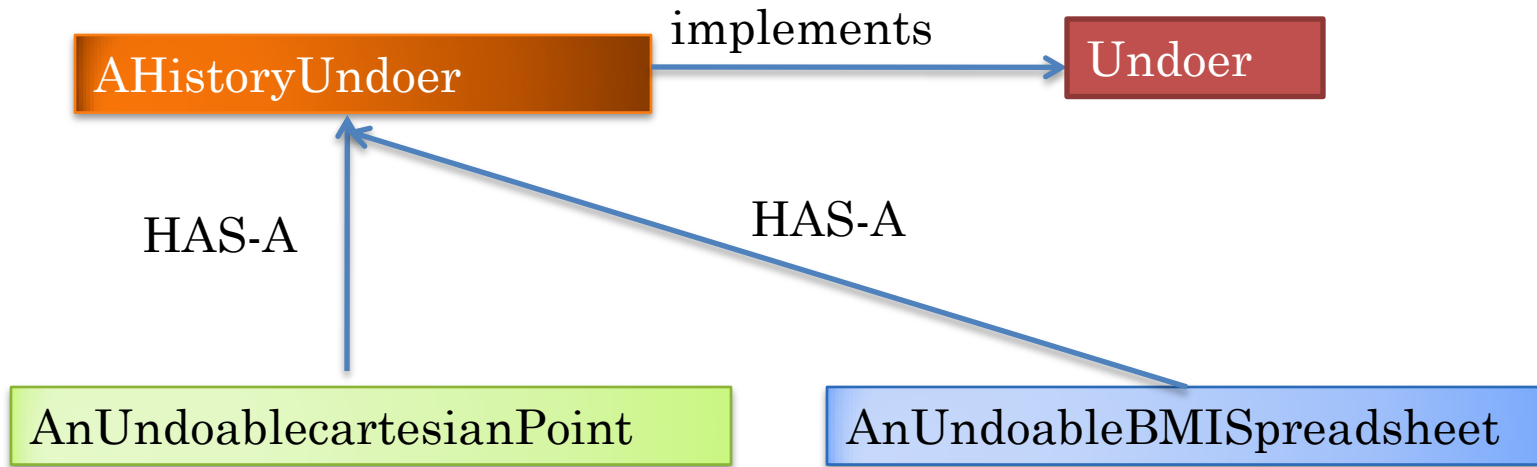 implements
AHistoryUndoer
Undoer
HAS-A
HAS-A
AnUndoablecartesianPoint
AnUndoableBMISpreadsheet